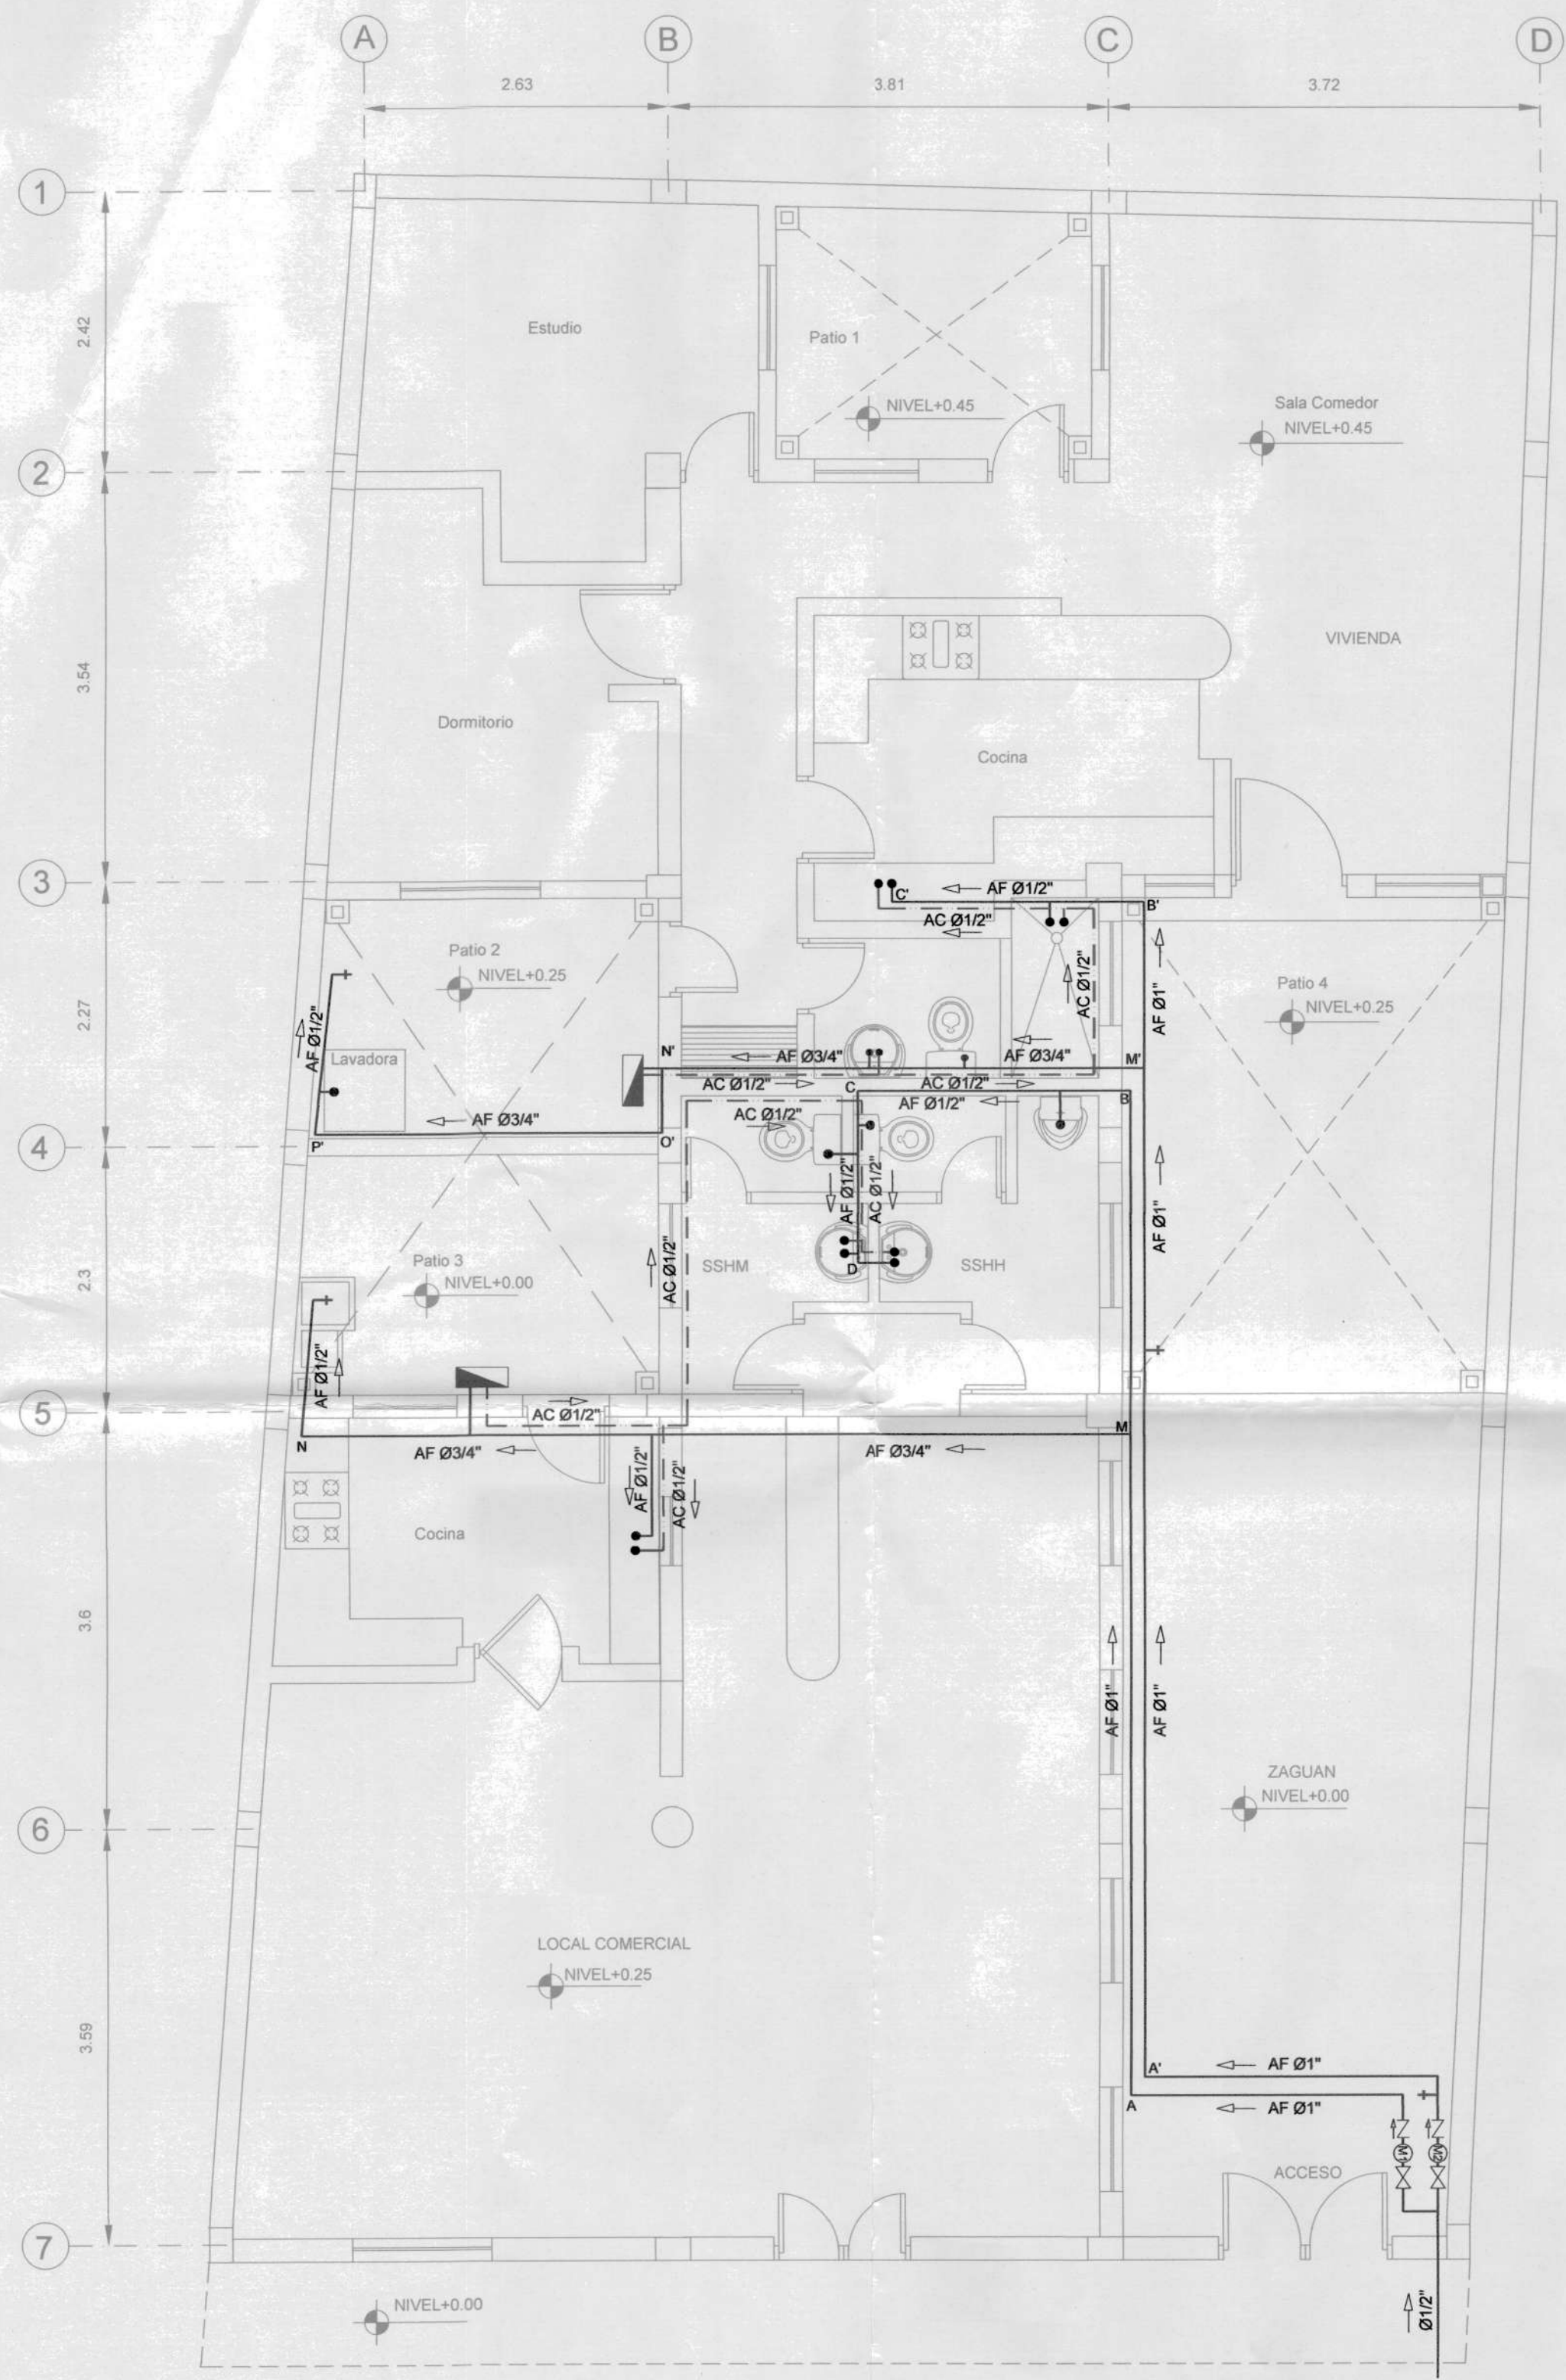 A
B
C
D
2.63
3.81
3.72
1
2.42
Estudio
Patio 1
NIVEL+0.45
Sala Comedor
NIVEL+0.45
2
3.54
VIVIENDA
Dormitorio
Cocina
3
AF Ø1/2"
C'
B'
AC Ø1/2"
Patio 2
NIVEL+0.25
AC Ø1/2"
AF Ø1"
Patio 4
NIVEL+0.25
2.27
AF Ø1/2"
Lavadora
N'
AF Ø3/4"
AF Ø3/4"
M'
AC Ø1/2"
C
AC Ø1/2"
B
AF Ø1/2"
AC Ø1/2"
AF Ø3/4"
P'
O'
4
AF Ø1/2"
AC Ø1/2"
AF Ø1"
2.3
Patio 3
NIVEL+0.00
AC Ø1/2"
SSHM
D
SSHH
AF Ø1/2"
5
AC Ø1/2"
N
AF Ø3/4"
AF Ø3/4"
M
AF Ø1/2"
AC Ø1/2"
Cocina
3.6
AF Ø1"
AF Ø1"
ZAGUAN
NIVEL+0.00
6
LOCAL COMERCIAL
NIVEL+0.25
3.59
A'
AF Ø1"
A
AF Ø1"
M1
M2
ACCESO
7
NIVEL+0.00
Ø1/2"